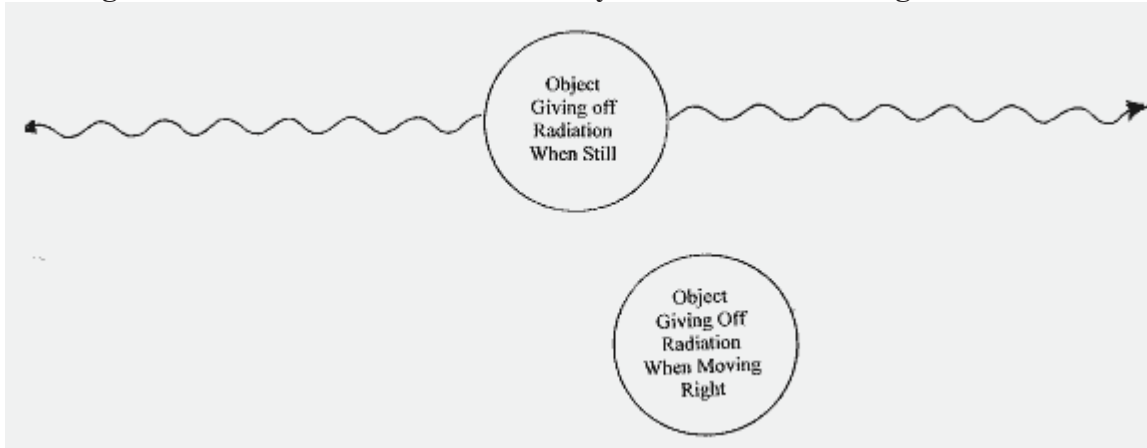 Object
Giving off
Radiation
When Still
Object
Giving Off
Radiation
When Moving
Right